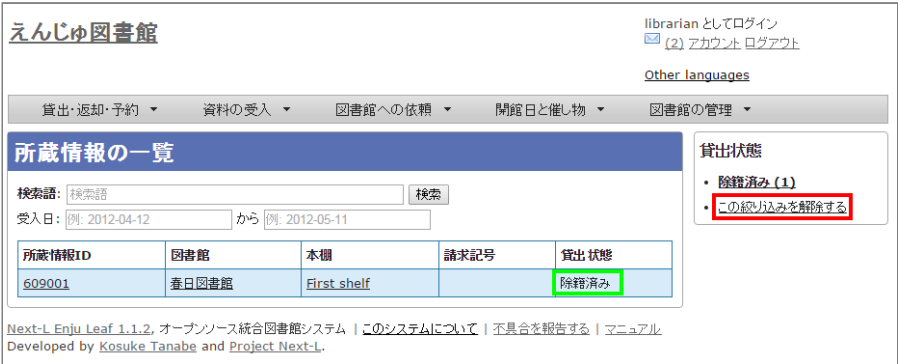 えんじゅ図書館
librarian としてログイン
(2) アカウント ログアウト
Other languages
貸出・返却・予約 ▼ 資料の受入 ▼ 図書館への依頼 ▼ 開館日と催し物 ▼ 図書館の管理 ▼
所蔵情報の一覧
検索語: 検索語 検索
受入日: 例: 2012-04-12 から 例: 2012-05-11
所蔵情報ID 図書館 本棚 請求記号 貸出状態
609001 春日図書館 First shelf 除籍済み
貸出状態
• 除籍済み (1)
• この絞り込みを解除する
Next-L Enju Leaf 1.1.2, オープンソース統合図書館システム | このシステムについて | 不具合を報告する | マニュアル
Developed by Kosuke Tanabe and Project Next-L.